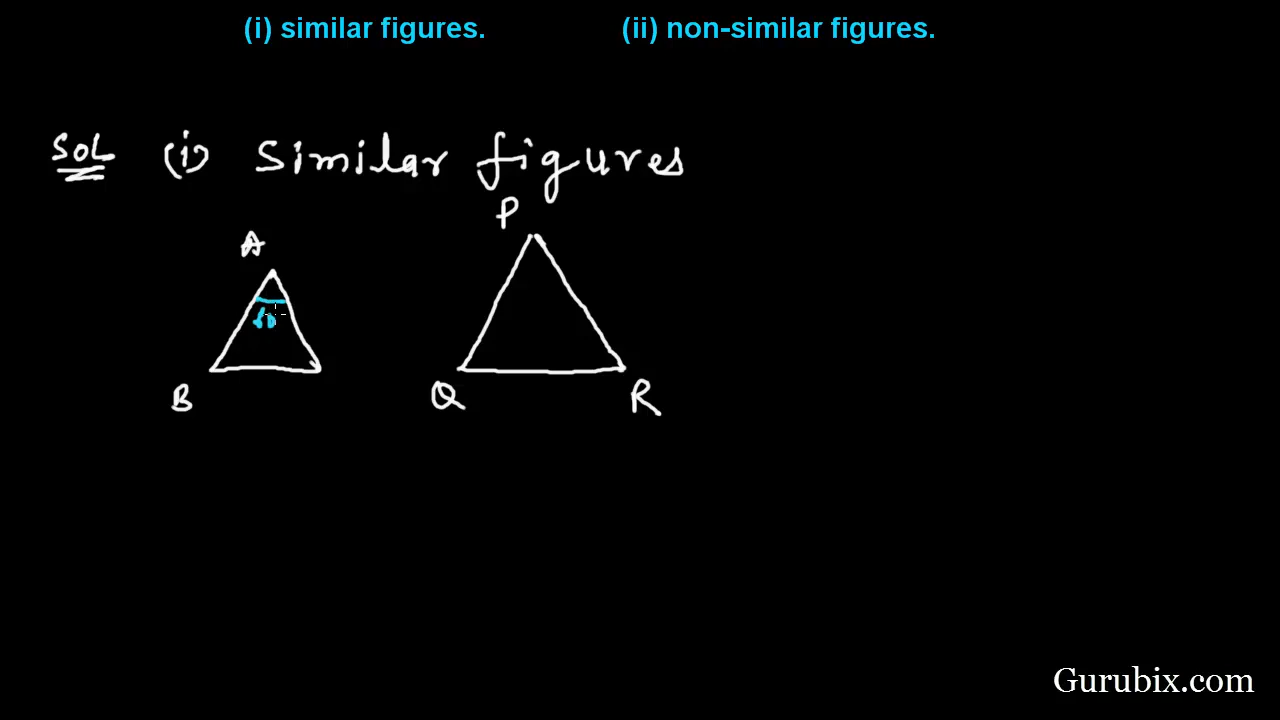 (i) similar figures. (ii) non-similar figures.
Sol (i) Similar figures
P
A
B
Q
R
Gurubix.com